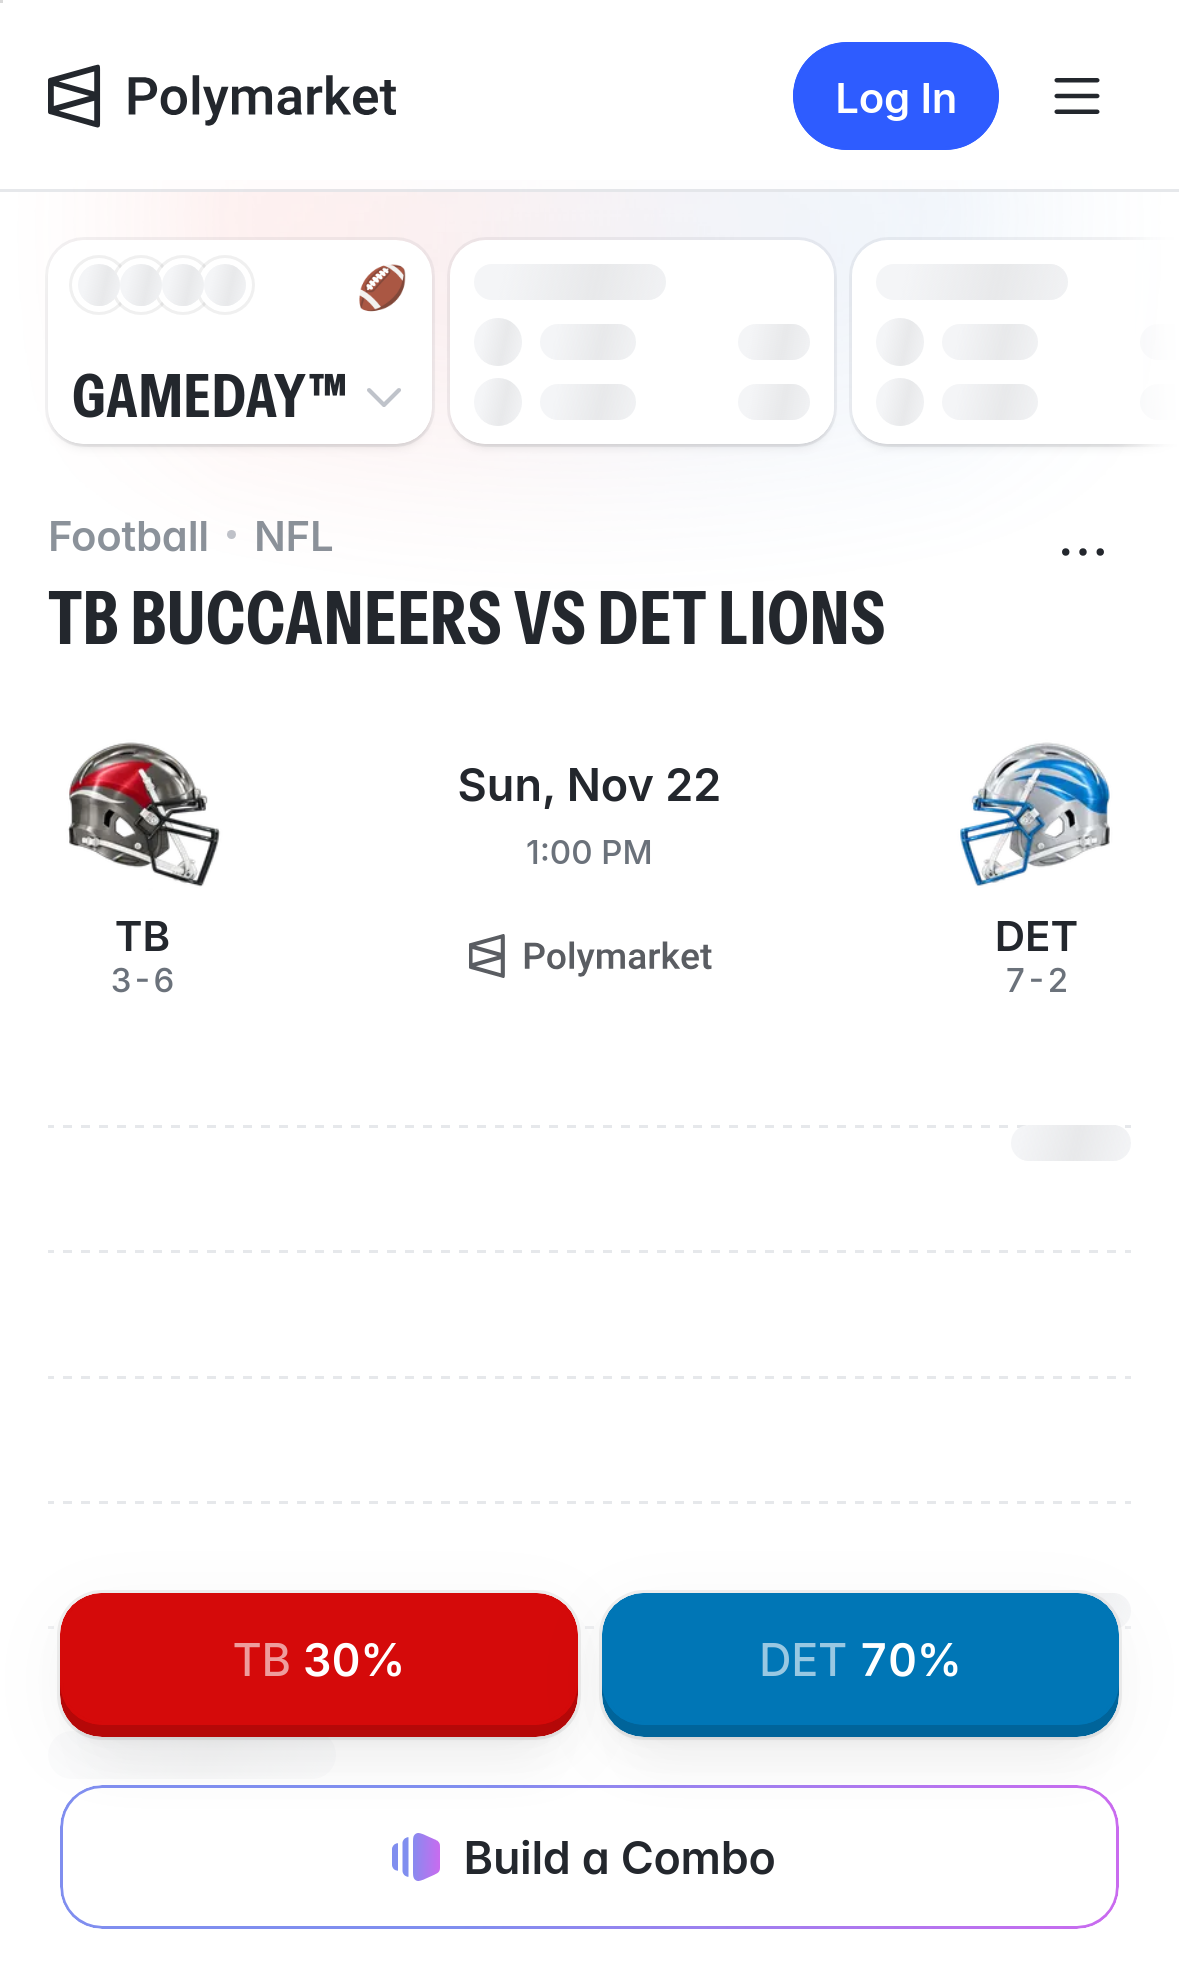 Polymarket
Log In
GAMEDAY™
Football • NFL
...
TB BUCCANEERS VS DET LIONS
Sun, Nov 22
1:00 PM
TB
3-6
Polymarket
DET
7-2
TB 30%
DET 70%
Build a Combo